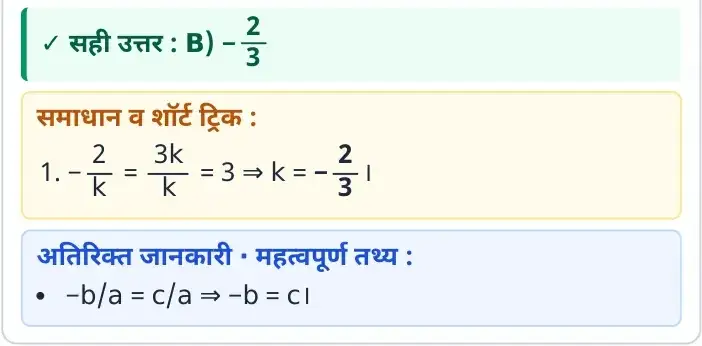 ✓ सही उत्तर : B) −2/3
समाधान व शॉर्ट ट्रिक :
1. −2/k = 3k/k = 3 ⇒ k = −2/3।
अतिरिक्त जानकारी · महत्वपूर्ण तथ्य :
• −b/a = c/a ⇒ −b = c।